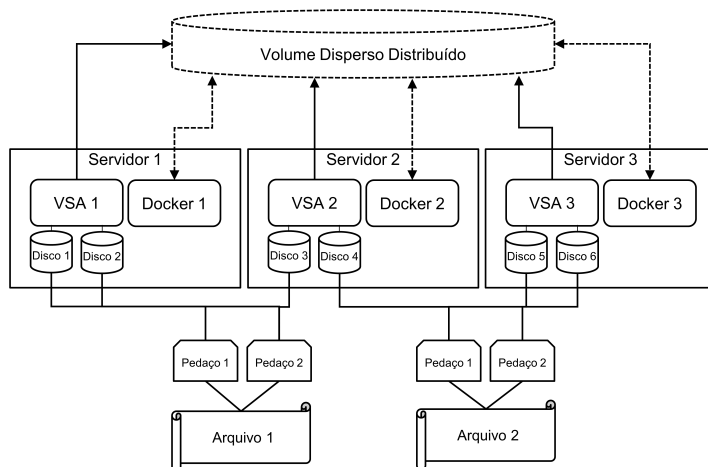 Volume Disperso Distribuído
Servidor 1
Servidor 2
Servidor 3
VSA 1
Docker 1
VSA 2
Docker 2
VSA 3
Docker 3
Disco 1
Disco 2
Disco 3
Disco 4
Disco 5
Disco 6
Pedaço 1
Pedaço 2
Pedaço 1
Pedaço 2
Arquivo 1
Arquivo 2